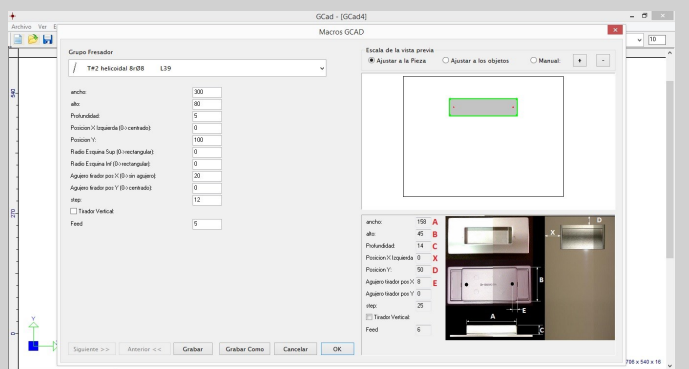 GCad - [GCad4]
Archivo Ver E
Macros GCAD
10
Grupo Fresador
T#2 helicoidal 8rØ8 L39
Escala de la vista previa
Ajustar a la Pieza
Ajustar a los objetos
Manual:
+
-
ancho: 300
alto: 80
Profundidad: 5
Posicion X Izquierda (0->centrado): 0
Posicion Y: 100
Radio Esquina Sup (0->rectangular): 0
Radio Esquina Inf (0->rectangular): 0
Agujero tirador pos X (0->sin agujero): 20
Agujero tirador pos Y (0->centrado): 0
step: 12
Tirador Vertical:
Feed 6
ancho: 158 A
alto: 45 B
Profundidad: 14 C
Posicion X Izquierda 0 X
Posicion Y: 50 D
Agujero tirador pos X 8 E
Agujero tirador pos Y 0
step: 25
Tirador Vertical:
Feed 6
D
X
B
E
A
C
540
270
0
Y
Siguiente >>
Anterior <<
Grabar
Grabar Como
Cancelar
OK
708 x 540 x 16